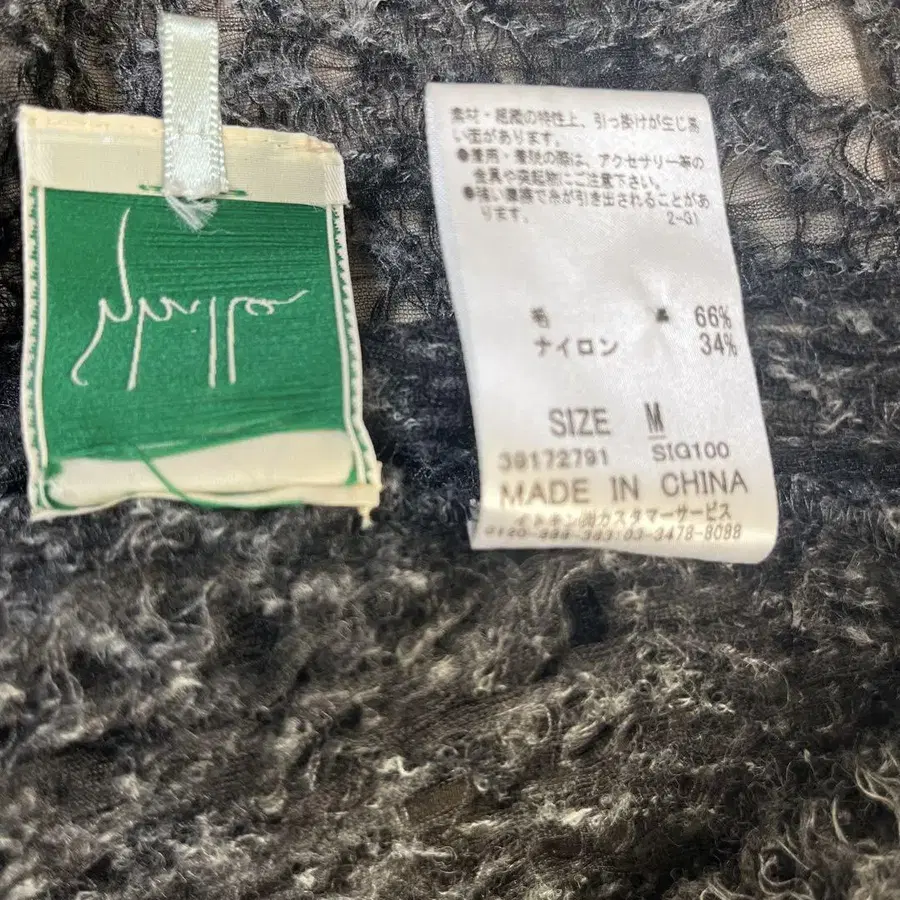 素材・組織の特性上、引っ掛けが生じ易
い面があります。
●着用・着脱の際は、アクセサリー等の
金具や突起物にご注意下さい。
●強い摩擦で糸が引き出されることがあ
ります。
2-G)
毛 66%
ナイロン 34%
SIZE M
39172791 SIG100
MADE IN CHINA
イトキン㈱カスタマーサービス
03-3478-8088